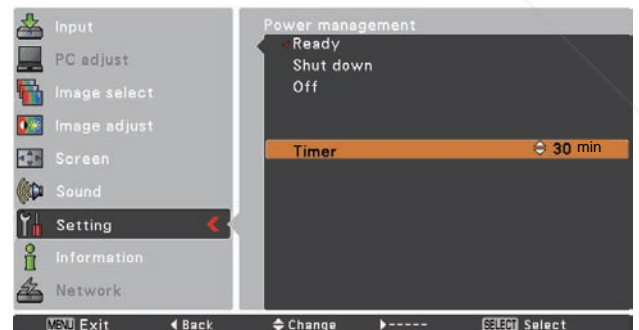 Input
PC adjust
Image select
Image adjust
Screen
Sound
Setting
Information
Network
Power management
Ready
Shut down
Off
Timer 30 min
MENU Exit Back Change ----- SELECT Select